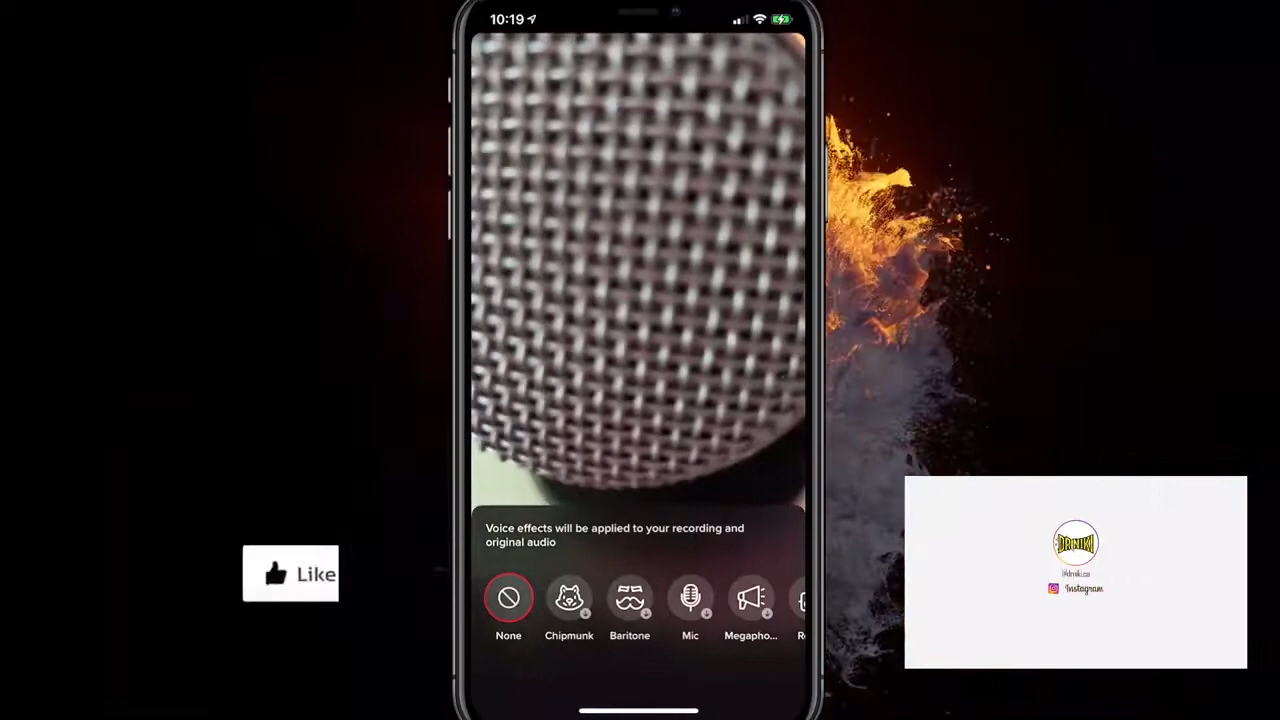 10:19
Voice effects will be applied to your recording and
original audio
None
Chipmunk
Baritone
Mic
Megapho...
Like
DRNIKI
Instagram